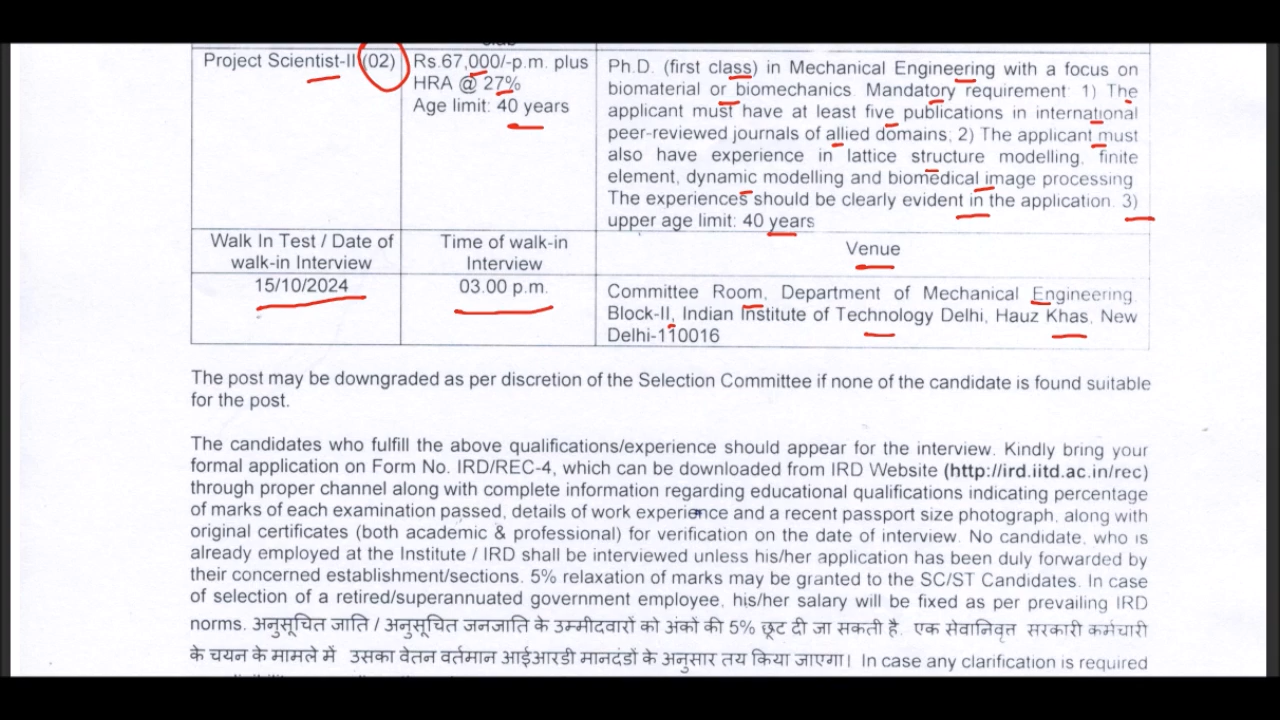 Project Scientist-II (02)
Rs.67,000/-p.m. plus
HRA @ 27%
Age limit: 40 years
Ph.D. (first class) in Mechanical Engineering with a focus on
biomaterial or biomechanics. Mandatory requirement: 1) The
applicant must have at least five publications in international
peer-reviewed journals of allied domains; 2) The applicant must
also have experience in lattice structure modelling, finite
element, dynamic modelling and biomedical image processing
The experiences should be clearly evident in the application. 3)
upper age limit: 40 years
Walk In Test / Date of
walk-in Interview
Time of walk-in
Interview
Venue
15/10/2024
03.00 p.m.
Committee Room, Department of Mechanical Engineering
Block-II, Indian Institute of Technology Delhi, Hauz Khas, New
Delhi-110016
The post may be downgraded as per discretion of the Selection Committee if none of the candidate is found suitable
for the post.
The candidates who fulfill the above qualifications/experience should appear for the interview. Kindly bring your
formal application on Form No. IRD/REC-4, which can be downloaded from IRD Website (http://ird.iitd.ac.in/rec)
through proper channel along with complete information regarding educational qualifications indicating percentage
of marks of each examination passed, details of work experience and a recent passport size photograph, along with
original certificates (both academic & professional) for verification on the date of interview. No candidate, who is
already employed at the Institute / IRD shall be interviewed unless his/her application has been duly forwarded by
their concerned establishment/sections. 5% relaxation of marks may be granted to the SC/ST Candidates. In case
of selection of a retired/superannuated government employee, his/her salary will be fixed as per prevailing IRD
norms. अनुसूचित जाति / अनुसूचित जनजाति के उम्मीदवारों को अंकों की 5% छूट दी जा सकती है. एक सेवानिवृत सरकारी कर्मचारी
के चयन के मामले में उसका वेतन वर्तमान आईआरडी मानदंडों के अनुसार तय किया जाएगा। In case any clarification is required